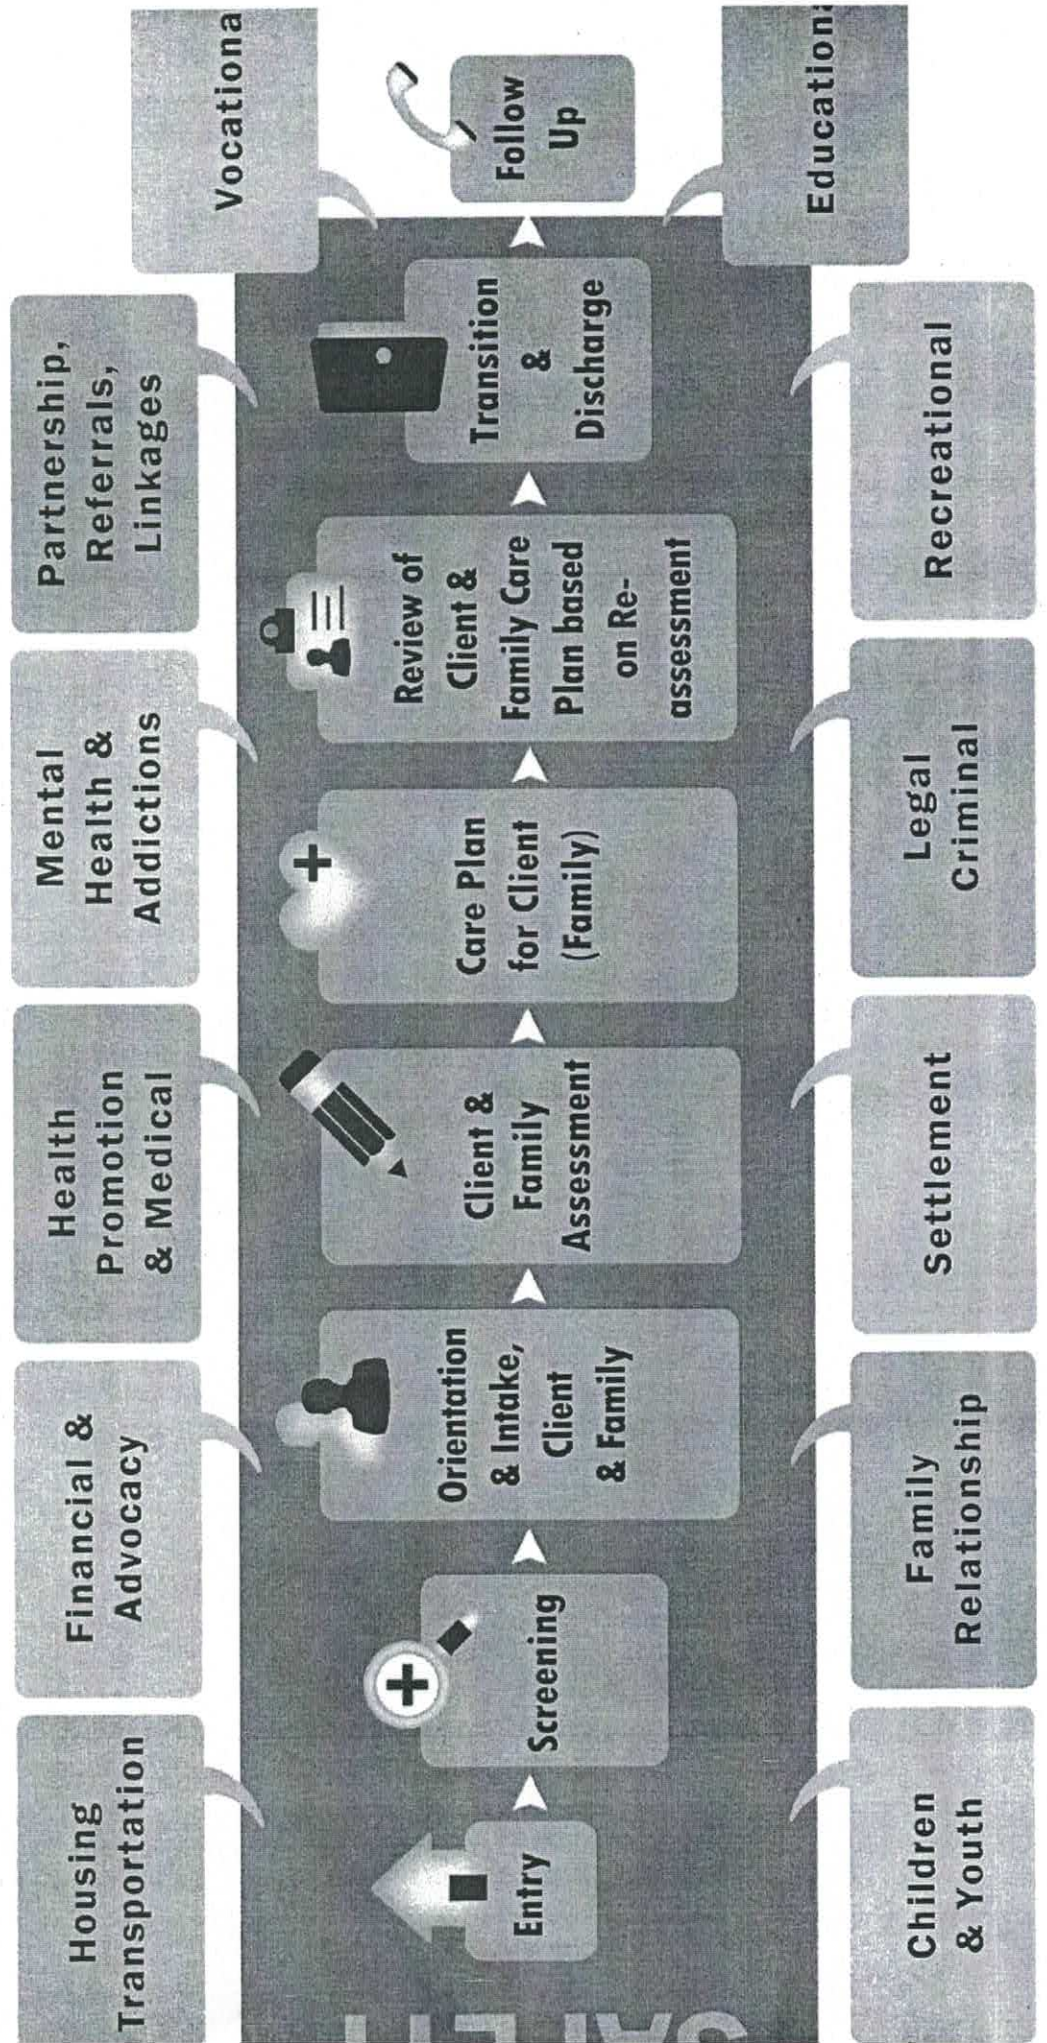 Housing
Transportation
Financial &
Advocacy
Health
Promotion
& Medical
Mental
Health &
Addictions
Partnership,
Referrals,
Linkages
Vocationa
Entry
Screening
Orientation
& Intake,
Client
& Family
Client &
Family
Assessment
Care Plan
for Client
(Family)
Review of
Client &
Family Care
Plan based
on Re-
assessment
Transition
&
Discharge
Follow
Up
Children
& Youth
Family
Relationship
Settlement
Legal
Criminal
Recreational
Educationa